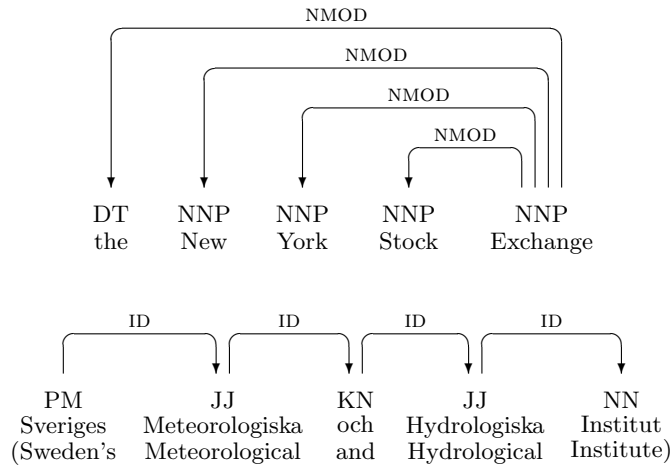 NMOD
NMOD
NMOD
NMOD
DT NNP NNP NNP NNP
the New York Stock Exchange
ID ID ID ID
PM JJ KN JJ NN
Sveriges Meteorologiska och Hydrologiska Institut
(Sweden's Meteorological and Hydrological Institute)